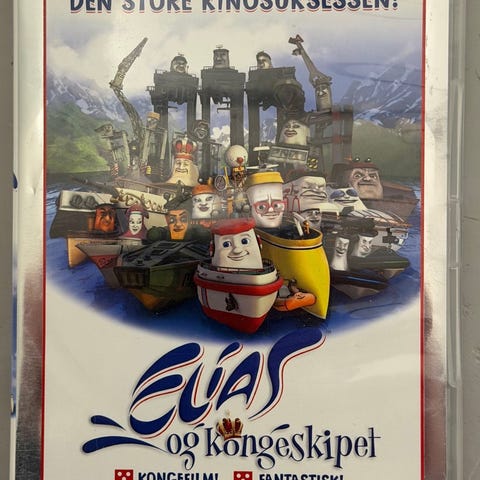 DEN STORE KINOSUKSESSEN!
ELIAS
og kongeskipet
KONGEFILM! FANTASTISK!